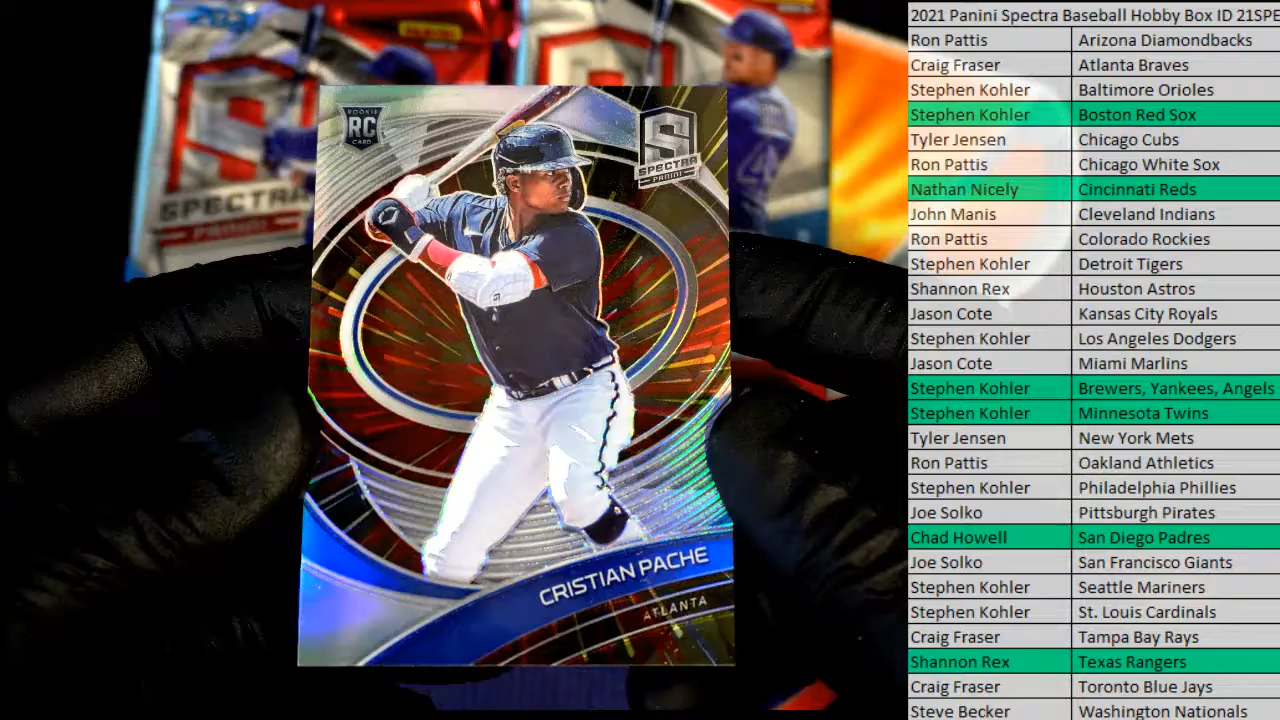 2021
SPECTRA
PANINI
ROOKIE
RC
CARD
S
SPECTRA
PANINI
CRISTIAN PACHE
ATLANTA
2021 Panini Spectra Baseball Hobby Box ID 21SPE
Ron Pattis Arizona Diamondbacks
Craig Fraser Atlanta Braves
Stephen Kohler Baltimore Orioles
Stephen Kohler Boston Red Sox
Tyler Jensen Chicago Cubs
Ron Pattis Chicago White Sox
Nathan Nicely Cincinnati Reds
John Manis Cleveland Indians
Ron Pattis Colorado Rockies
Stephen Kohler Detroit Tigers
Shannon Rex Houston Astros
Jason Cote Kansas City Royals
Stephen Kohler Los Angeles Dodgers
Jason Cote Miami Marlins
Stephen Kohler Brewers, Yankees, Angels
Stephen Kohler Minnesota Twins
Tyler Jensen New York Mets
Ron Pattis Oakland Athletics
Stephen Kohler Philadelphia Phillies
Joe Solko Pittsburgh Pirates
Chad Howell San Diego Padres
Joe Solko San Francisco Giants
Stephen Kohler Seattle Mariners
Stephen Kohler St. Louis Cardinals
Craig Fraser Tampa Bay Rays
Shannon Rex Texas Rangers
Craig Fraser Toronto Blue Jays
Steve Becker Washington Nationals